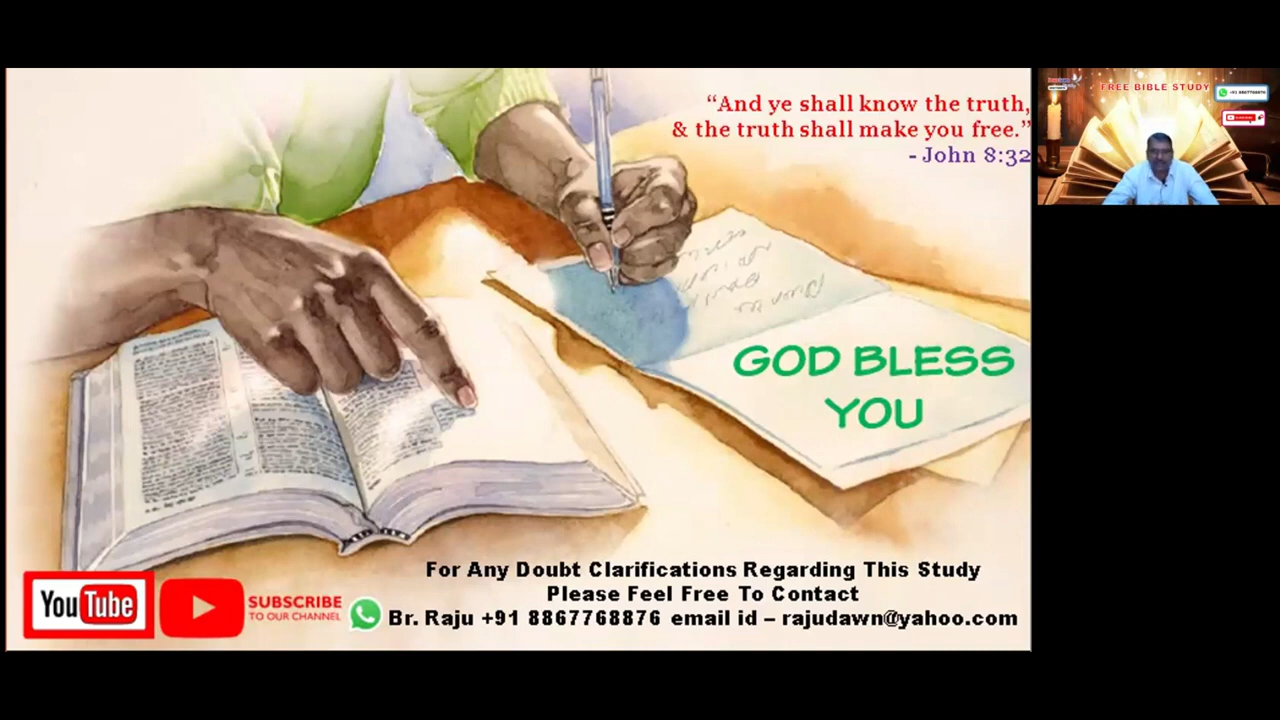 “And ye shall know the truth,
& the truth shall make you free.”
- John 8:32
GOD BLESS
YOU
For Any Doubt Clarifications Regarding This Study
Please Feel Free To Contact
Br. Raju +91 8867768876 email id – rajudawn@yahoo.com
YouTube
SUBSCRIBE
TO OUR CHANNEL
FREE BIBLE STUDY
+91 8867768876